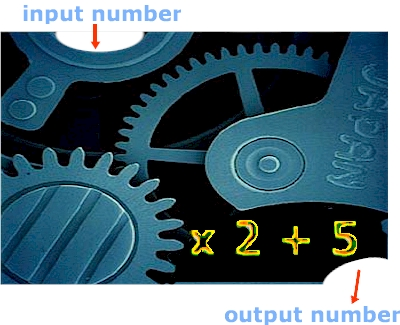 input number
x 2 + 5
output number